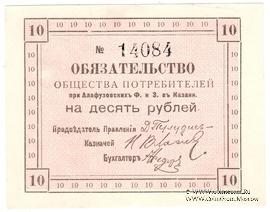 10 10
№ 14084
ОБЯЗАТЕЛЬСТВО
ОБЩЕСТВА ПОТРЕБИТЕЛЕЙ
при Алафузовских Ф. и З. в Казани.
на десять рублей.
Председатель Правления
Казначей
Бухгалтер
10 10